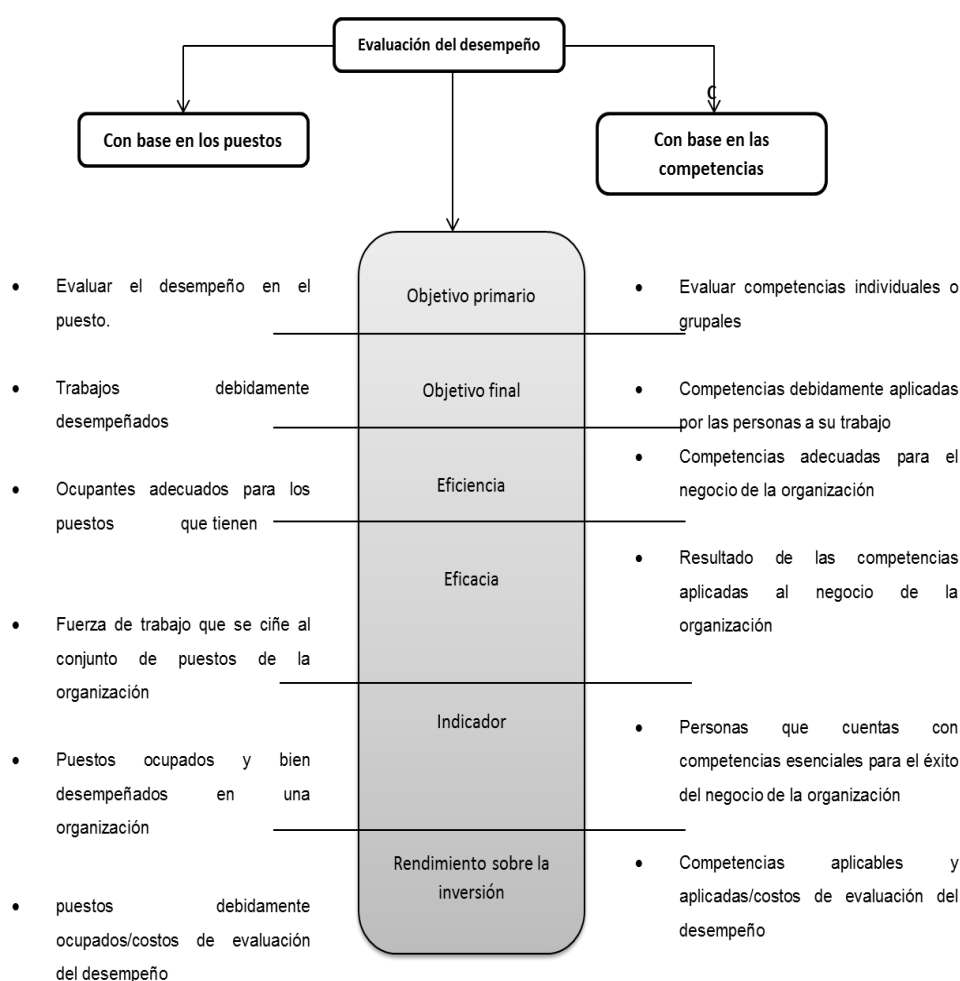 Evaluación del desempeño
C
Con base en los puestos
Con base en las
competencias
• Evaluar el desempeño en el
puesto.
• Trabajos debidamente
desempeñados
• Ocupantes adecuados para los
puestos que tienen
• Fuerza de trabajo que se ciñe al
conjunto de puestos de la
organización
• Puestos ocupados y bien
desempeñados en una
organización
• puestos debidamente
ocupados/costos de evaluación
del desempeño
Objetivo primario
Objetivo final
Eficiencia
Eficacia
Indicador
Rendimiento sobre la
inversión
• Evaluar competencias individuales o
grupales
• Competencias debidamente aplicadas
por las personas a su trabajo
• Competencias adecuadas para el
negocio de la organización
• Resultado de las competencias
aplicadas al negocio de la
organización
• Personas que cuentas con
competencias esenciales para el éxito
del negocio de la organización
• Competencias aplicables y
aplicadas/costos de evaluación del
desempeño